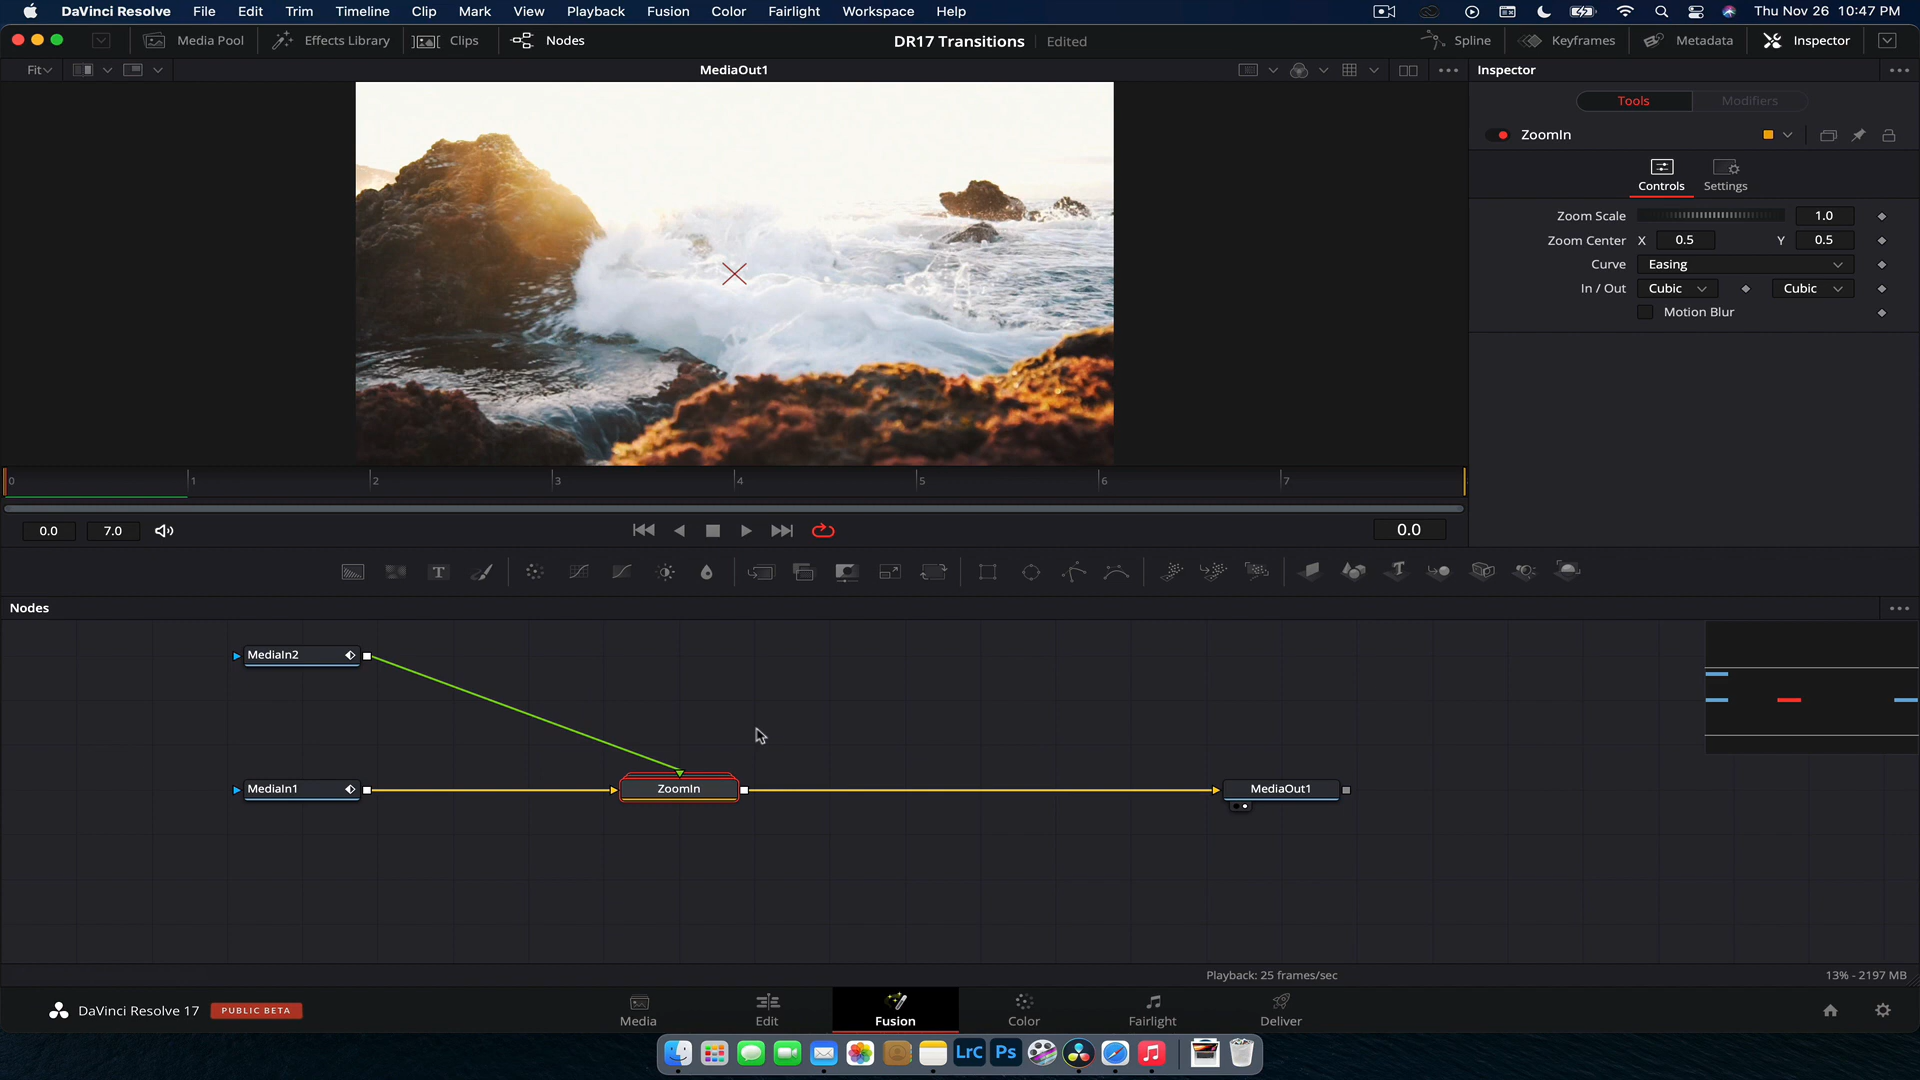 DaVinci Resolve File Edit Trim Timeline Clip Mark View Playback Fusion Color Fairlight Workspace Help Thu Nov 26 10:47 PM
Media Pool Effects Library Clips Nodes DR17 Transitions Edited Spline Keyframes Metadata Inspector
Fit MediaOut1 Inspector
Tools Modifiers
ZoomIn
Controls Settings
Zoom Scale 1.0
Zoom Center X 0.5 Y 0.5
Curve Easing
In / Out Cubic Cubic
Motion Blur
0 1 2 3 4 5 6 7
0.0 7.0 0.0
T T
Nodes
MediaIn2
MediaIn1 ZoomIn MediaOut1
Playback: 25 frames/sec 13% - 2197 MB
DaVinci Resolve 17 PUBLIC BETA Media Edit Fusion Color Fairlight Deliver
LrC Ps